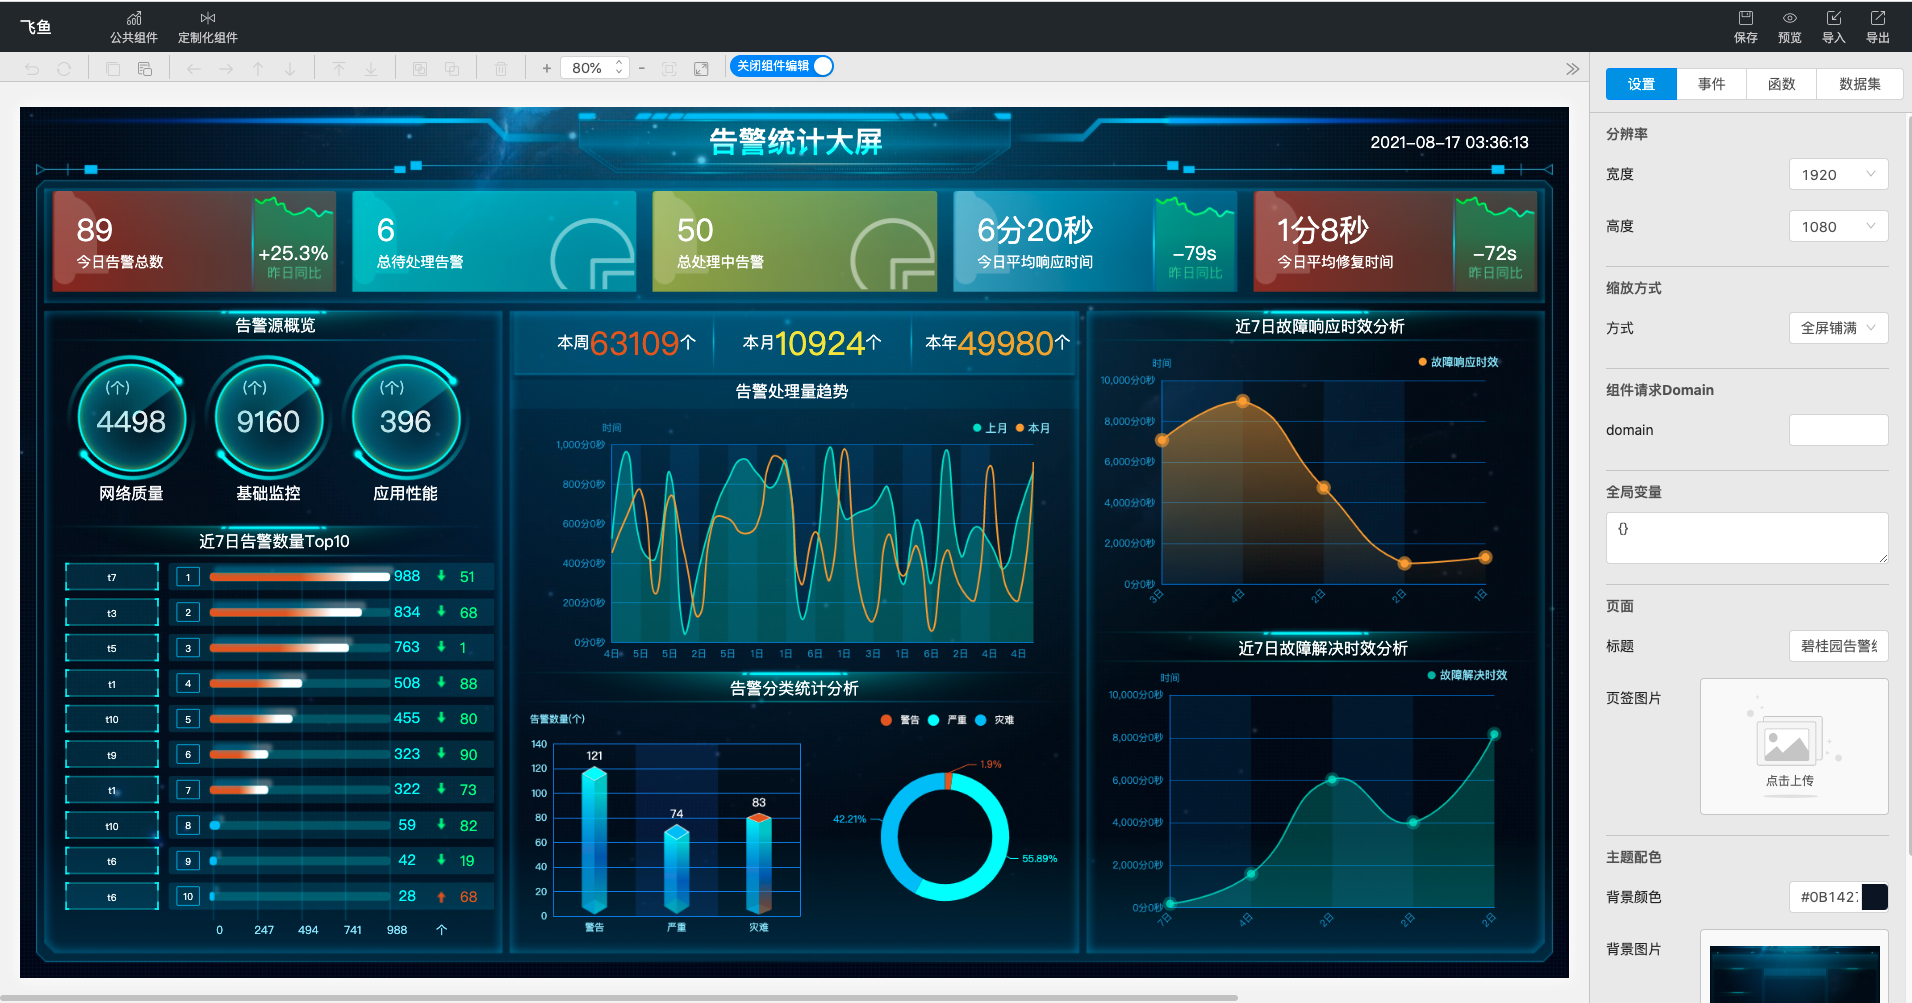 飞鱼
公共组件
定制化组件
保存
预览
导入
导出
+ 80% -
关闭组件编辑
设置
事件
函数
数据集
告警统计大屏
2021-08-17 03:36:13
89
今日告警总数
+25.3%
昨日同比
6
总待处理告警
50
总处理中告警
6分20秒
今日平均响应时间
-79s
昨日同比
1分8秒
今日平均修复时间
-72s
昨日同比
告警源概览
(个)
4498
网络质量
(个)
9160
基础监控
(个)
396
应用性能
近7日告警数量Top10
t7 1 988 51
t3 2 834 68
t5 3 763 1
t1 4 508 88
t10 5 455 80
t9 6 323 90
t1 7 322 73
t10 8 59 82
t6 9 42 19
t6 10 28 68
0 247 494 741 988 个
本周63109个
本月10924个
本年49980个
告警处理量趋势
时间
上月 本月
1,000分0秒
800分0秒
600分0秒
400分0秒
200分0秒
0分0秒
4日 5日 5日 2日 5日 1日 1日 6日 1日 3日 1日 6日 2日 4日 4日
告警分类统计分析
告警数量(个)
警告 严重 灾难
140
120
100
80
60
40
20
0
121
74
83
警告 严重 灾难
1.9%
42.21%
55.89%
近7日故障响应时效分析
时间
故障响应时效
10,000分0秒
8,000分0秒
6,000分0秒
4,000分0秒
2,000分0秒
0分0秒
3日 4日 2日 2日 1日
近7日故障解决时效分析
时间
故障解决时效
10,000分0秒
8,000分0秒
6,000分0秒
4,000分0秒
2,000分0秒
0分0秒
7日 4日 2日 2日 2日
分辨率
宽度 1920
高度 1080
缩放方式
方式 全屏铺满
组件请求Domain
domain
全局变量
{}
页面
标题 碧桂园告警
页签图片
点击上传
主题配色
背景颜色 #0B142
背景图片